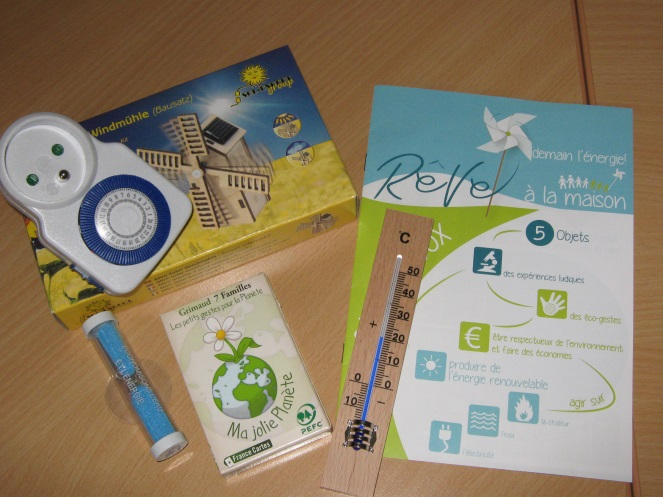 Windmühle (Bausatz)
group
demain l'énergie!
Rêve
à la maison
5 Objets
des expériences ludiques
des éco-gestes
être respectueux de l'environnement
et faire des économies
produire de
l'énergie renouvelable
agir sur
la chaleur
l'eau
l'électricité
°C
50
40
30
20
10
0
10
+
0
−
Grimaud 7 Familles
Les petits gestes pour la Planète
Ma jolie Planète
PEFC
France Cartes